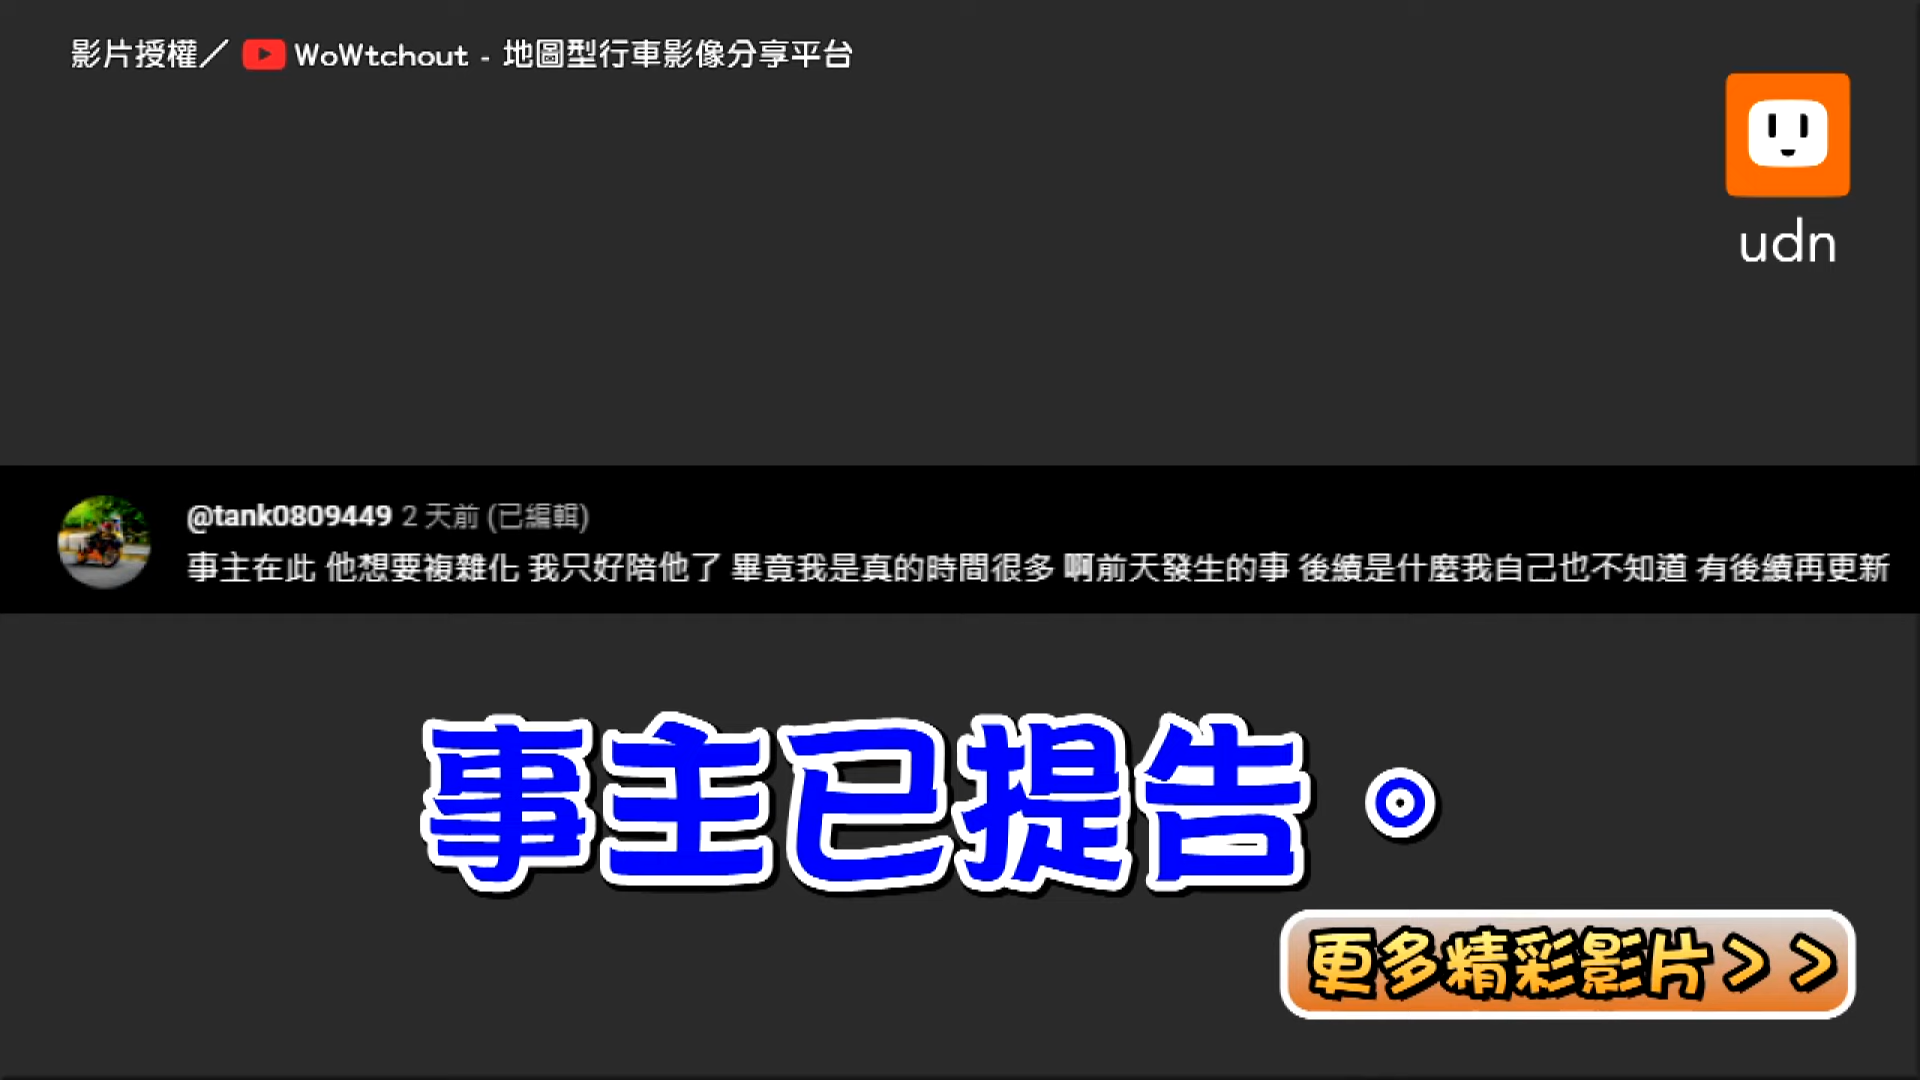 影片授權／ WoWtchout - 地圖型行車影像分享平台
udn
@tank0809449 2 天前 (已編輯)
事主在此 他想要複雜化 我只好陪他了 畢竟我是真的時間很多 啊前天發生的事 後續是什麼我自己也不知道 有後續再更新
事主已提告。
更多精彩影片＞＞